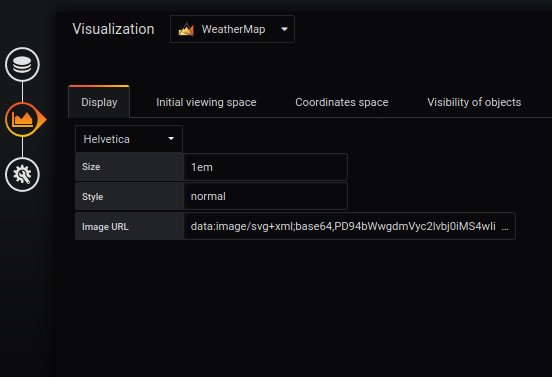 Visualization WeatherMap
Display Initial viewing space Coordinates space Visibility of objects
Helvetica
Size 1em
Style normal
Image URL data:image/svg+xml;base64,PD94bWwgdmVyc2lvbj0iMS4wIi ...